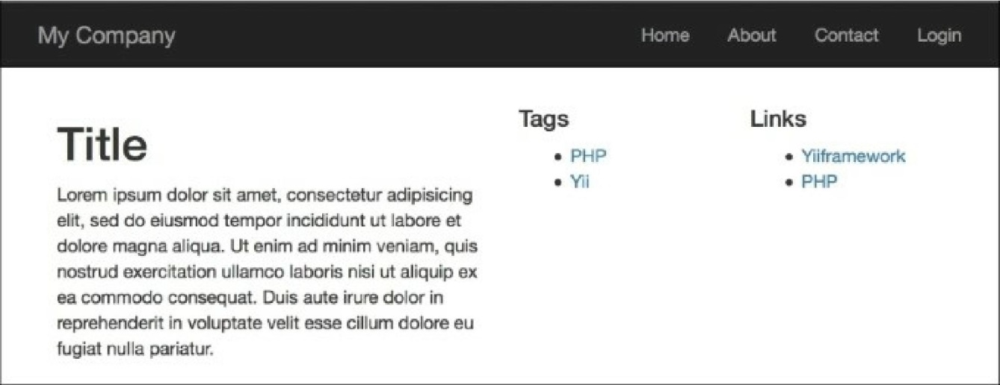 My Company
Home About Contact Login
Title
Lorem ipsum dolor sit amet, consectetur adipisicing
elit, sed do eiusmod tempor incididunt ut labore et
dolore magna aliqua. Ut enim ad minim veniam, quis
nostrud exercitation ullamco laboris nisi ut aliquip ex
ea commodo consequat. Duis aute irure dolor in
reprehenderit in voluptate velit esse cillum dolore eu
fugiat nulla pariatur.
Tags
• PHP
• Yii
Links
• Yiiframework
• PHP